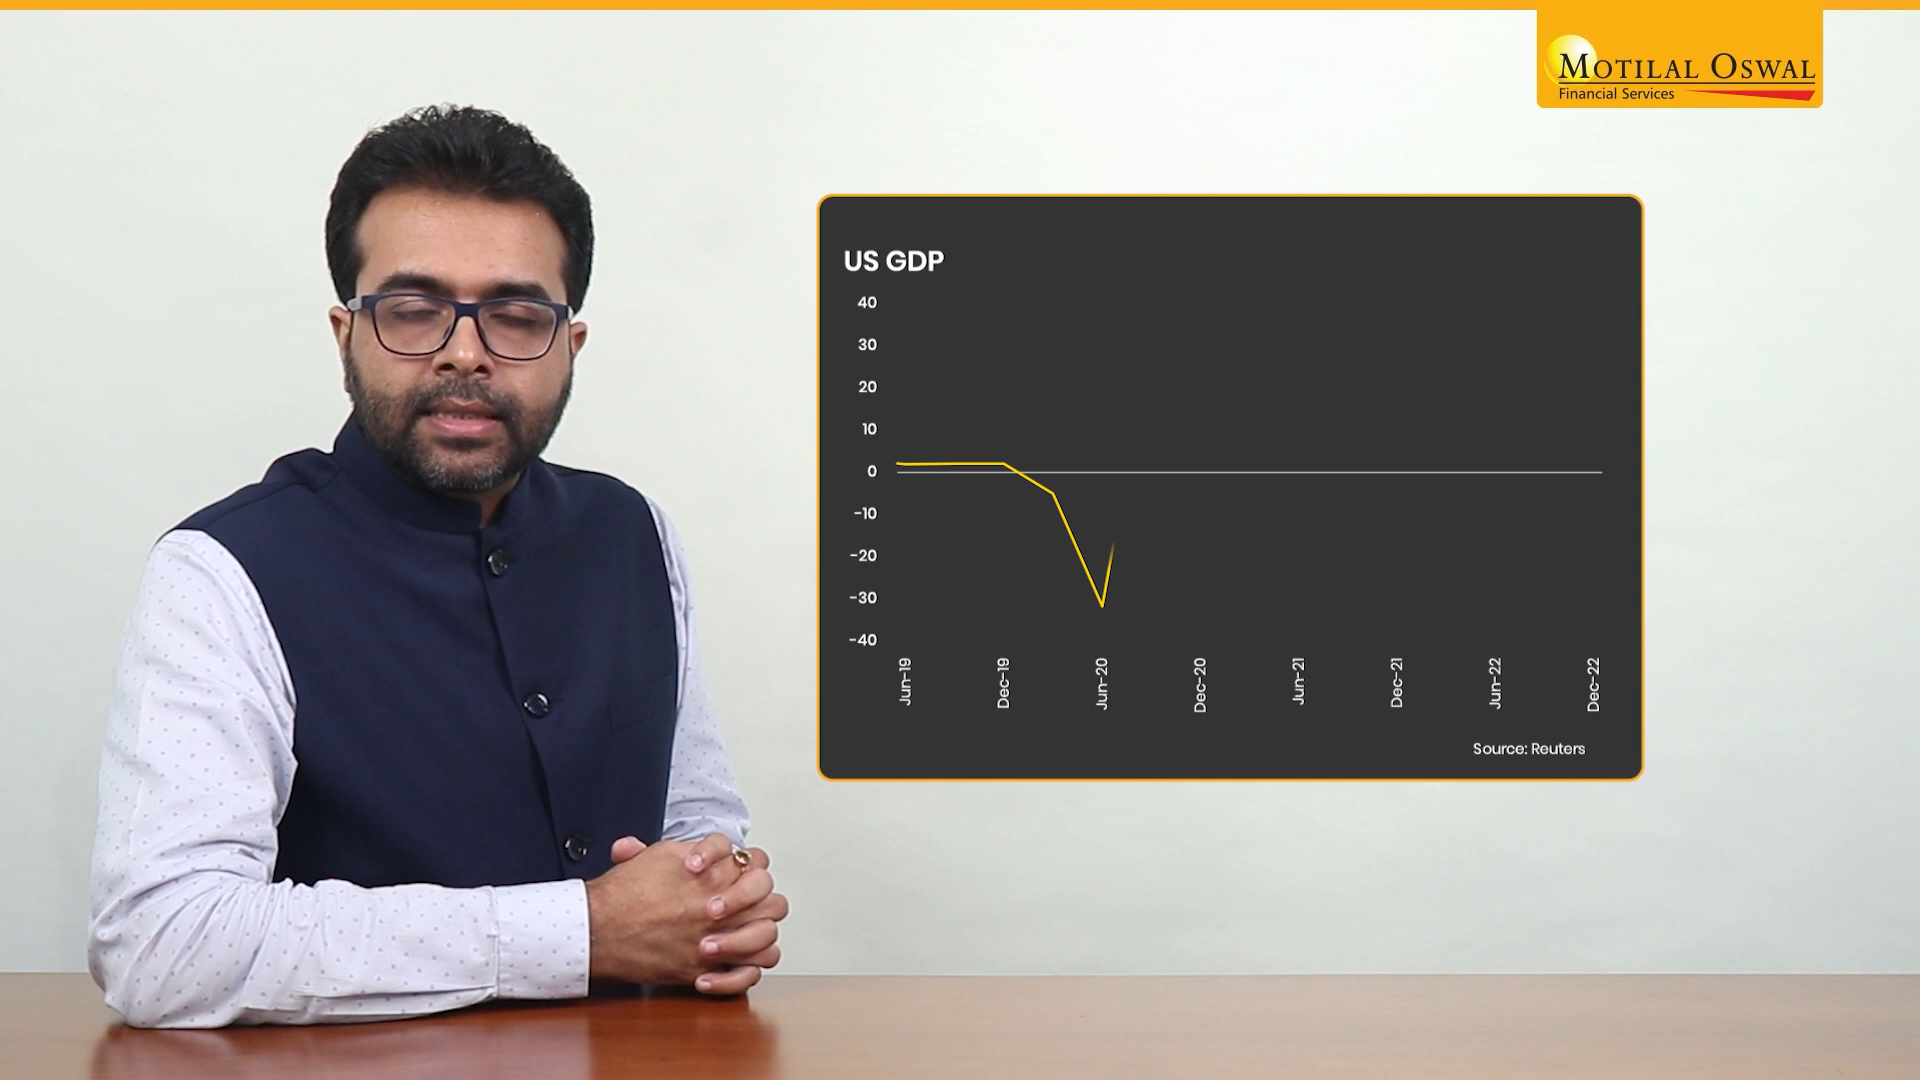 MOTILAL OSWAL
Financial Services
US GDP
40
30
20
10
0
-10
-20
-30
-40
Jun-19
Dec-19
Jun-20
Dec-20
Jun-21
Dec-21
Jun-22
Dec-22
Source: Reuters